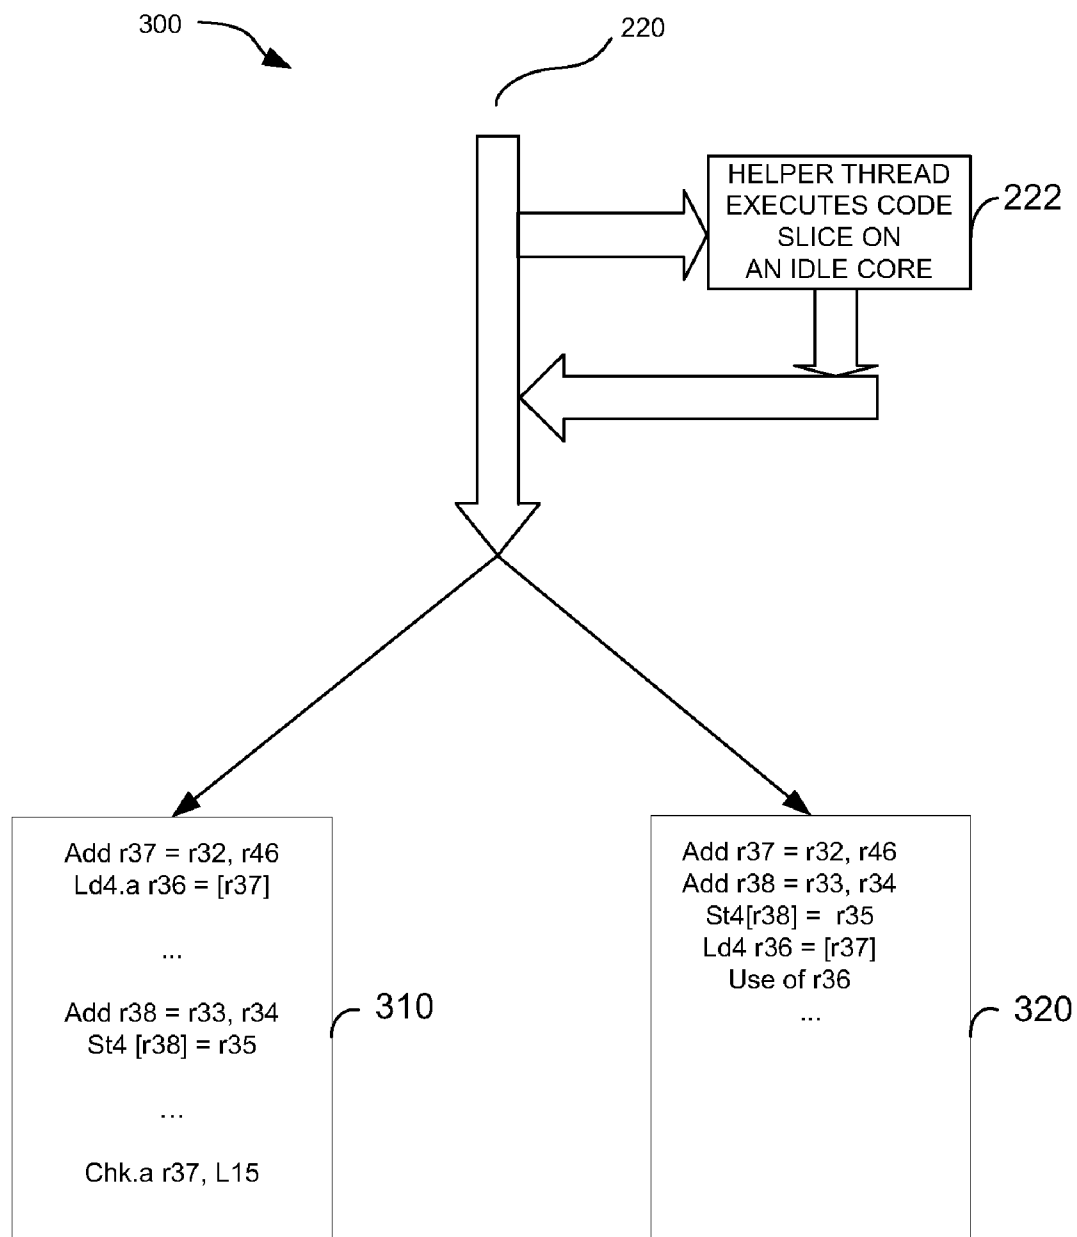 300
220
HELPER THREAD
EXECUTES CODE
SLICE ON
AN IDLE CORE
222
Add r37 = r32, r46
Ld4.a r36 = [r37]
...
Add r38 = r33, r34
St4 [r38] = r35
...
Chk.a r37, L15
310
Add r37 = r32, r46
Add r38 = r33, r34
St4[r38] = r35
Ld4 r36 = [r37]
Use of r36
...
320